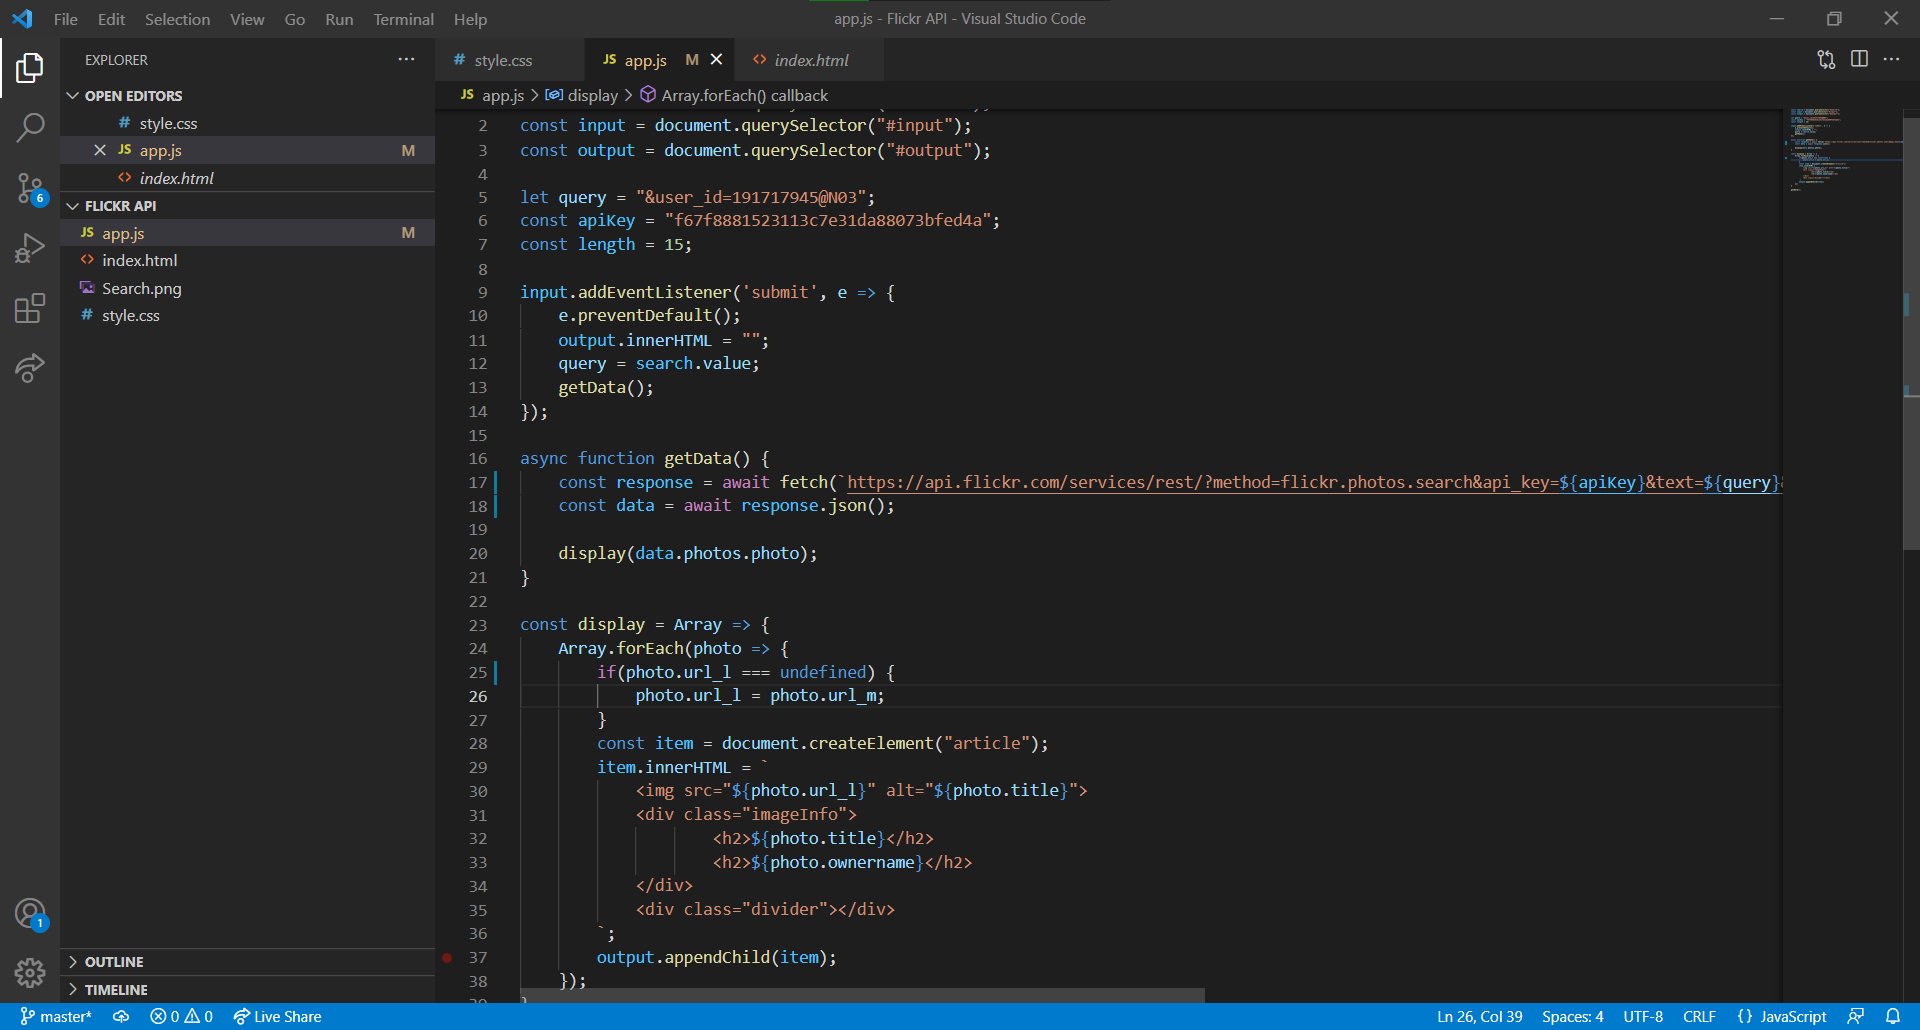 File Edit Selection View Go Run Terminal Help
app.js - Flickr API - Visual Studio Code
EXPLORER
OPEN EDITORS
style.css
app.js M
index.html
FLICKR API
app.js M
index.html
Search.png
style.css
OUTLINE
TIMELINE
6
1
style.css app.js M index.html
app.js > display > Array.forEach() callback
2 const input = document.querySelector("#input");
3 const output = document.querySelector("#output");
4
5 let query = "&user_id=191717945@N03";
6 const apiKey = "f67f8881523113c7e31da88073bfed4a";
7 const length = 15;
8
9 input.addEventListener('submit', e => {
10 e.preventDefault();
11 output.innerHTML = "";
12 query = search.value;
13 getData();
14 });
15
16 async function getData() {
17 const response = await fetch(`https://api.flickr.com/services/rest/?method=flickr.photos.search&api_key=${apiKey}&text=${query}&
18 const data = await response.json();
19
20 display(data.photos.photo);
21 }
22
23 const display = Array => {
24 Array.forEach(photo => {
25 if(photo.url_l === undefined) {
26 photo.url_l = photo.url_m;
27 }
28 const item = document.createElement("article");
29 item.innerHTML = `
30 <img src="${photo.url_l}" alt="${photo.title}">
31 <div class="imageInfo">
32 <h2>${photo.title}</h2>
33 <h2>${photo.ownername}</h2>
34 </div>
35 <div class="divider"></div>
36 `;
37 output.appendChild(item);
38 });
master* 0 0 Live Share
Ln 26, Col 39 Spaces: 4 UTF-8 CRLF {} JavaScript